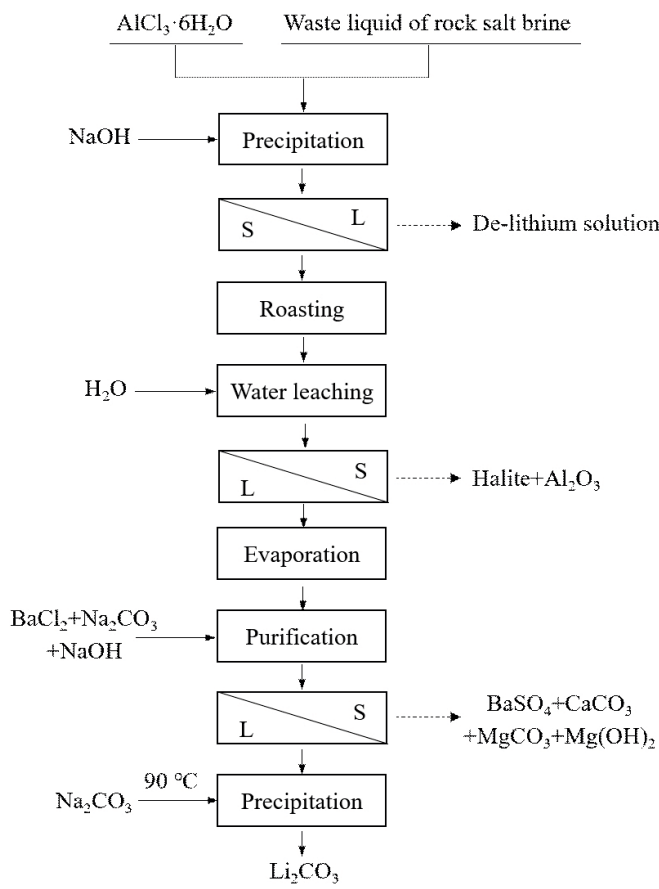 AlCl₃·6H₂O
Waste liquid of rock salt brine
NaOH
Precipitation
S
L
De-lithium solution
Roasting
H₂O
Water leaching
S
L
Halite+Al₂O₃
Evaporation
BaCl₂+Na₂CO₃
+NaOH
Purification
S
L
BaSO₄+CaCO₃
+MgCO₃+Mg(OH)₂
90 ℃
Na₂CO₃
Precipitation
Li₂CO₃